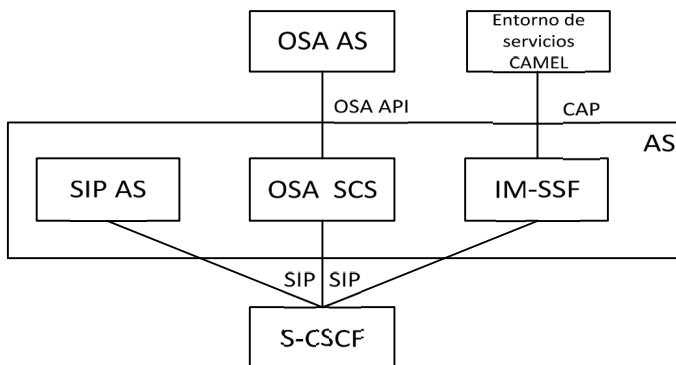 OSA AS
Entorno de
servicios
CAMEL
OSA API
CAP
AS
SIP AS
OSA SCS
IM-SSF
SIP
SIP
S-CSCF